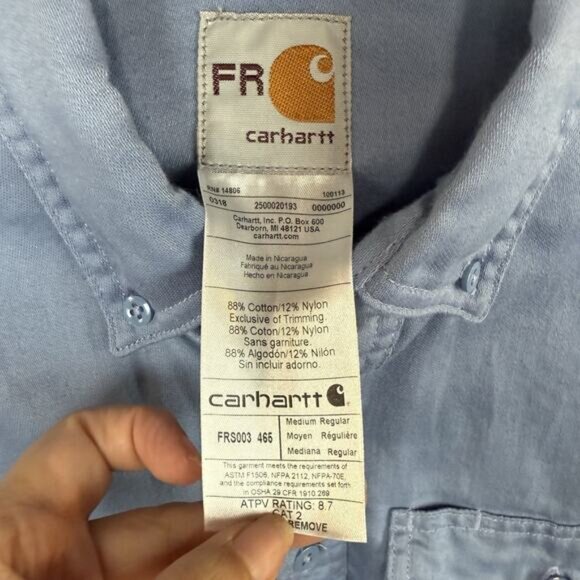 FR
carhartt
RN# 14806 100113
0318 2500020193 0000000
Carhartt, Inc. P.O. Box 600
Dearborn, MI 48121 USA
carhartt.com
Made in Nicaragua
Fabriqué au Nicaragua
Hecho en Nicaragua
88% Cotton/12% Nylon
Exclusive of Trimming.
88% Coton/12% Nylon
Sans garniture.
88% Algodón/12% Nilón
Sin incluir adorno.
carhartt
FRS003 465
Medium Regular
Moyen Régulière
Mediana Regular
This garment meets the requirements of
ASTM F1506, NFPA 2112, NFPA-70E,
and the compliance requirements set forth
in OSHA 29 CFR 1910.269
ATPV RATING: 8.7
CAT 2
REMOVE